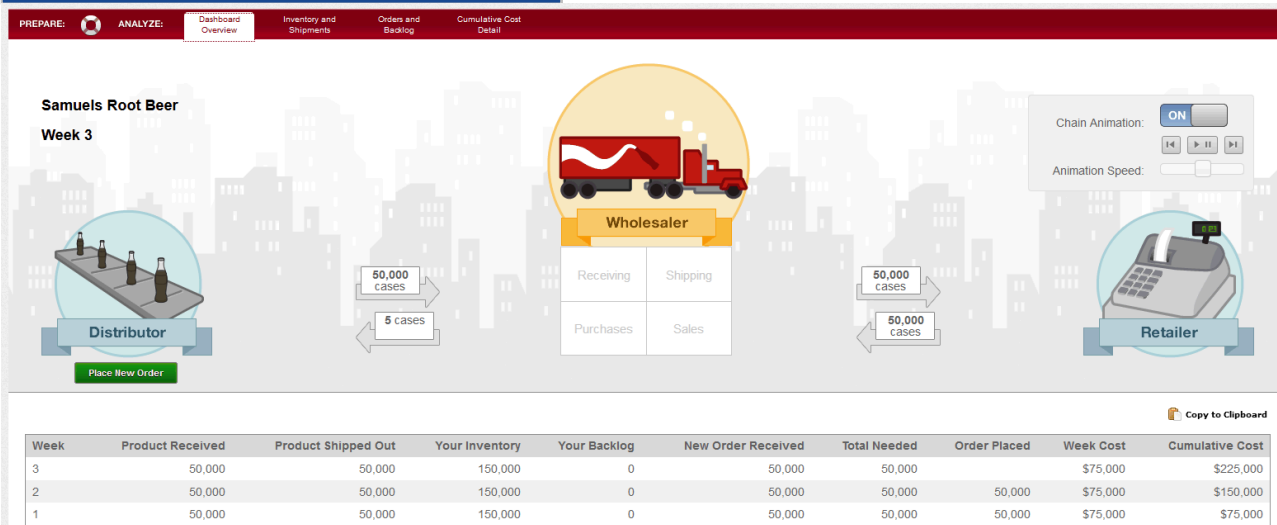 PREPARE: ANALYZE: Dashboard Overview Inventory and Shipments Orders and Backlog Cumulative Cost Detail
Samuels Root Beer
Week 3
Chain Animation: ON
Animation Speed:
Wholesaler
Receiving Shipping
Purchases Sales
50,000 cases
5 cases
50,000 cases
50,000 cases
Distributor
Retailer
Place New Order
Copy to Clipboard
Week Product Received Product Shipped Out Your Inventory Your Backlog New Order Received Total Needed Order Placed Week Cost Cumulative Cost
3 50,000 50,000 150,000 0 50,000 50,000 $75,000 $225,000
2 50,000 50,000 150,000 0 50,000 50,000 50,000 $75,000 $150,000
1 50,000 50,000 150,000 0 50,000 50,000 50,000 $75,000 $75,000